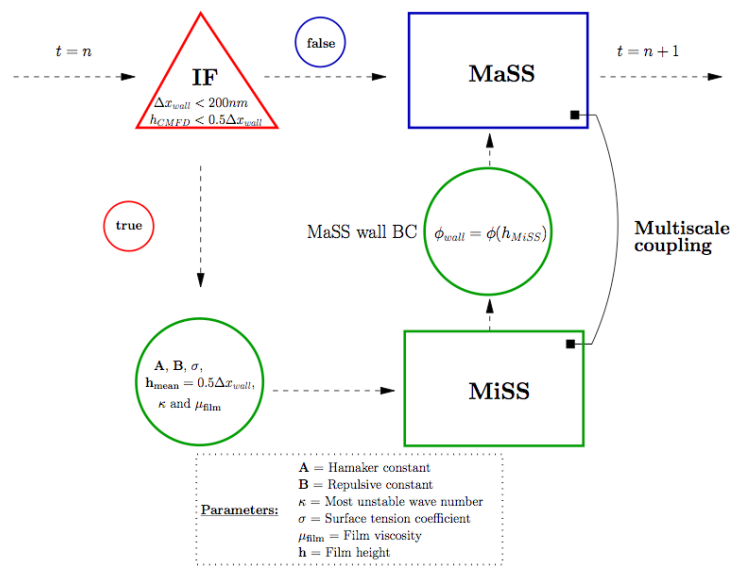 t = n
false
t = n + 1
IF
MaSS
Δx_wall < 200nm
h_CMFD < 0.5Δx_wall
true
MaSS wall BC
ϕ_wall = ϕ(h_MiSS)
Multiscale
coupling
A, B, σ,
h_mean = 0.5Δx_wall,
κ and μ_film
MiSS
Parameters:
A = Hamaker constant
B = Repulsive constant
κ = Most unstable wave number
σ = Surface tension coefficient
μ_film = Film viscosity
h = Film height